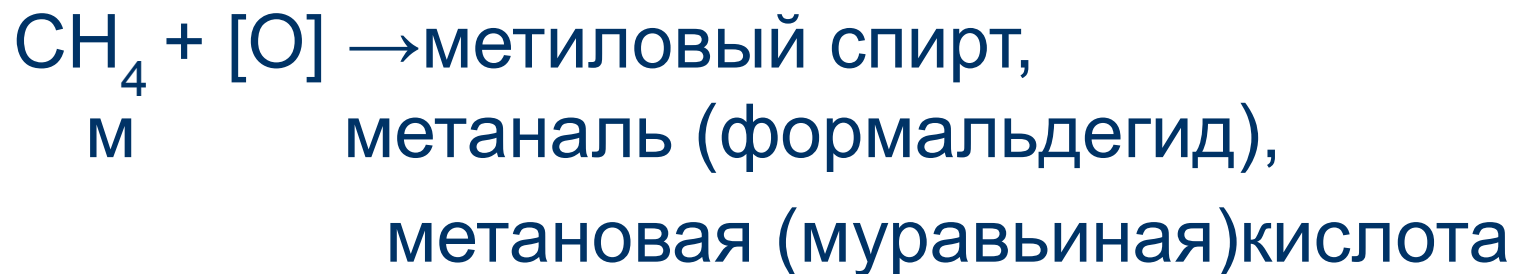 CH₄ + [O] →метиловый спирт,
м метаналь (формальдегид),
метановая (муравьиная)кислота